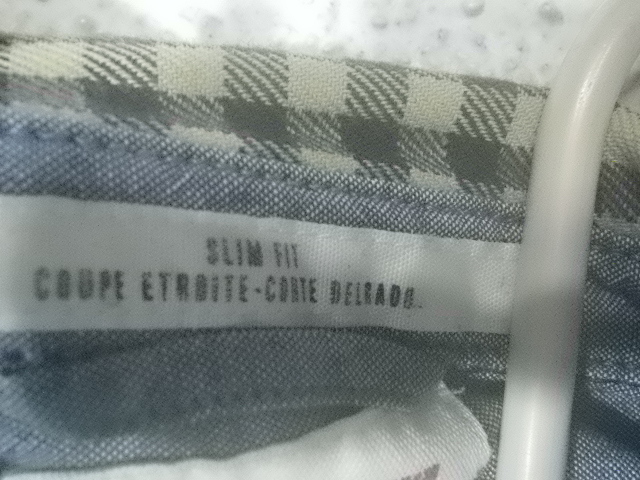 SLIM FIT
COUPE ETROITE-CORTE DELGADO.